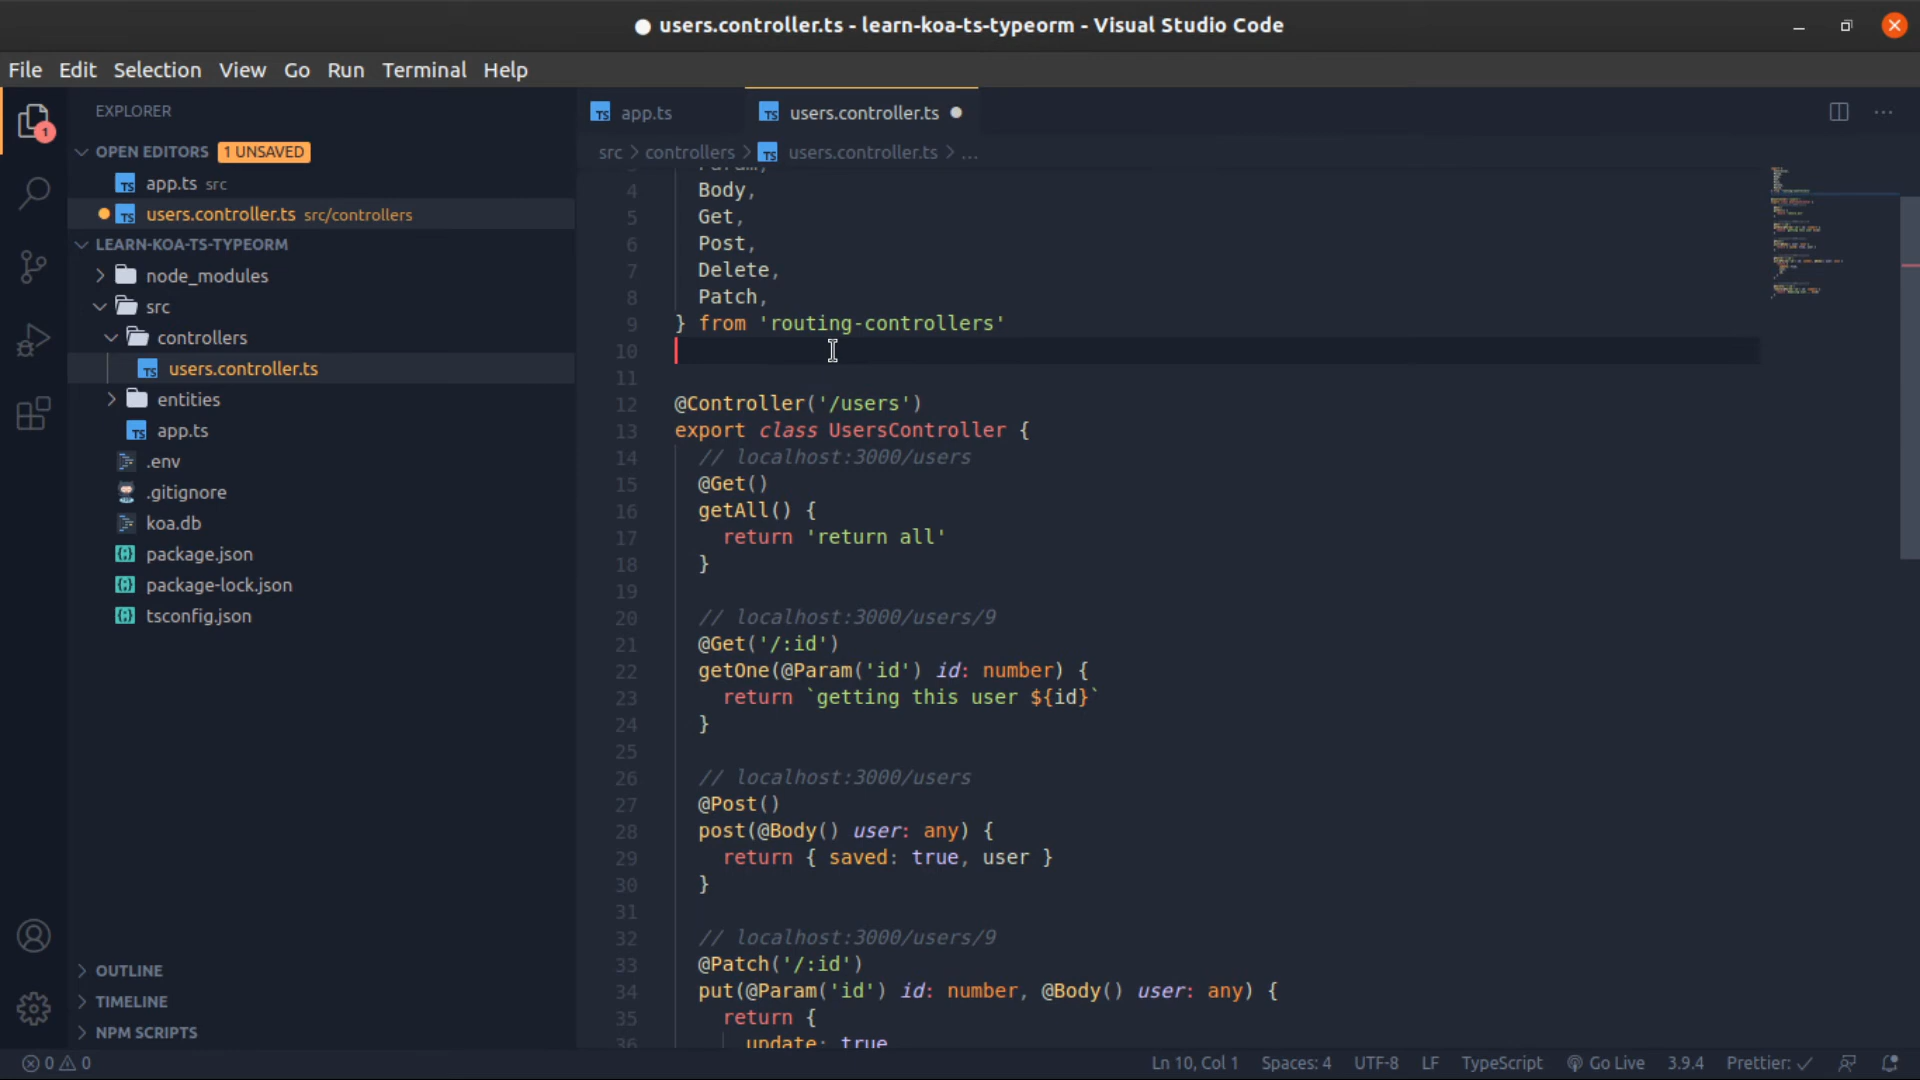 users.controller.ts - learn-koa-ts-typeorm - Visual Studio Code
File Edit Selection View Go Run Terminal Help
1
EXPLORER
OPEN EDITORS 1 UNSAVED
TS app.ts src
TS users.controller.ts src/controllers
LEARN-KOA-TS-TYPEORM
node_modules
src
controllers
TS users.controller.ts
entities
TS app.ts
.env
.gitignore
koa.db
package.json
package-lock.json
tsconfig.json
OUTLINE
TIMELINE
NPM SCRIPTS
TS app.ts TS users.controller.ts
src > controllers > TS users.controller.ts > ...
4 Body,
5 Get,
6 Post,
7 Delete,
8 Patch,
9 } from 'routing-controllers'
10
11
12 @Controller('/users')
13 export class UsersController {
14 // localhost:3000/users
15 @Get()
16 getAll() {
17 return 'return all'
18 }
19
20 // localhost:3000/users/9
21 @Get('/:id')
22 getOne(@Param('id') id: number) {
23 return `getting this user ${id}`
24 }
25
26 // localhost:3000/users
27 @Post()
28 post(@Body() user: any) {
29 return { saved: true, user }
30 }
31
32 // localhost:3000/users/9
33 @Patch('/:id')
34 put(@Param('id') id: number, @Body() user: any) {
35 return {
36 update: true
0 0 Ln 10, Col 1 Spaces: 4 UTF-8 LF TypeScript Go Live 3.9.4 Prettier: ✓